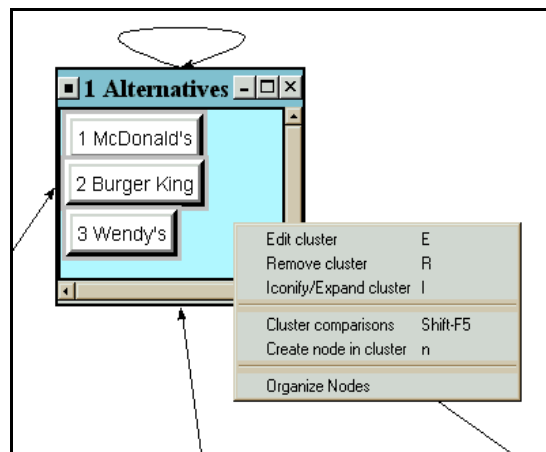 1 Alternatives
1 McDonald's
2 Burger King
3 Wendy's
Edit cluster E
Remove cluster R
Iconify/Expand cluster I
Cluster comparisons Shift-F5
Create node in cluster n
Organize Nodes